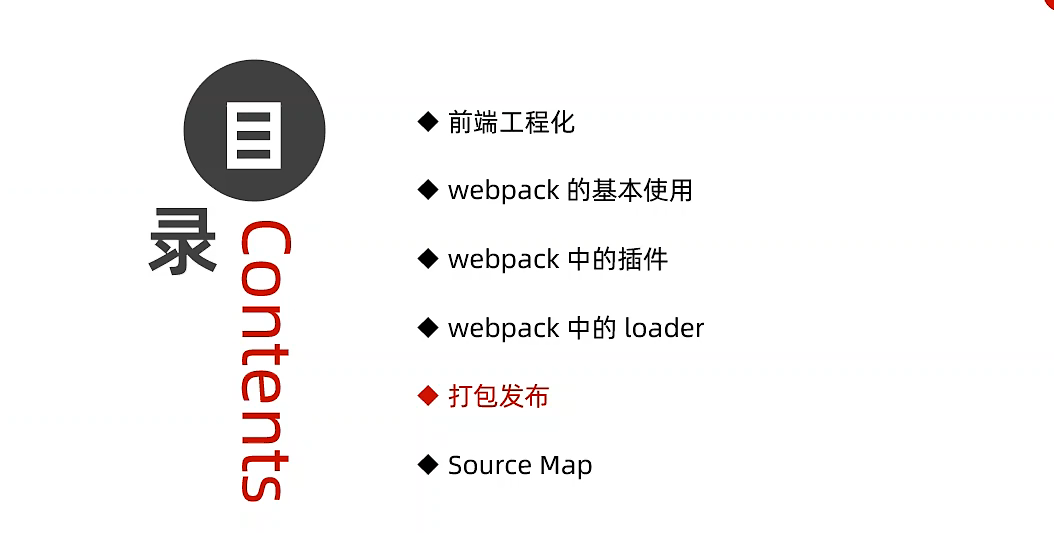 目录
Contents
前端工程化
webpack 的基本使用
webpack 中的插件
webpack 中的 loader
打包发布
Source Map